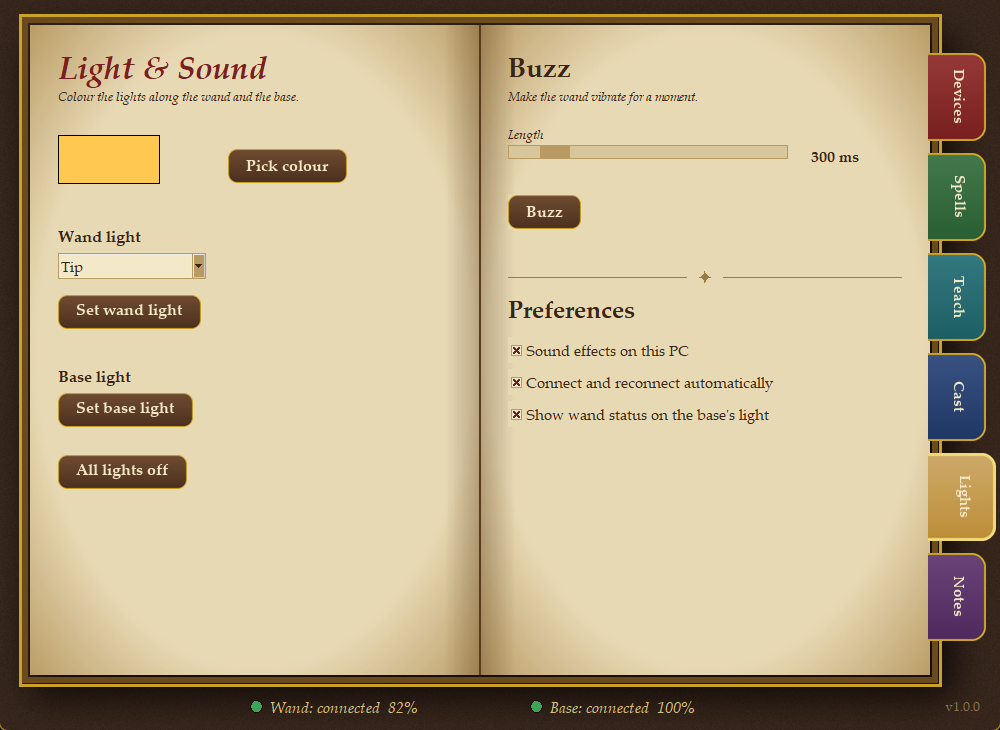 Light & Sound
Colour the lights along the wand and the base.
Pick colour
Wand light
Tip
Set wand light
Base light
Set base light
All lights off
Buzz
Make the wand vibrate for a moment.
Length
300 ms
Buzz
Preferences
Sound effects on this PC
Connect and reconnect automatically
Show wand status on the base's light
Devices
Spells
Teach
Cast
Lights
Notes
Wand: connected 82%
Base: connected 100%
v1.0.0